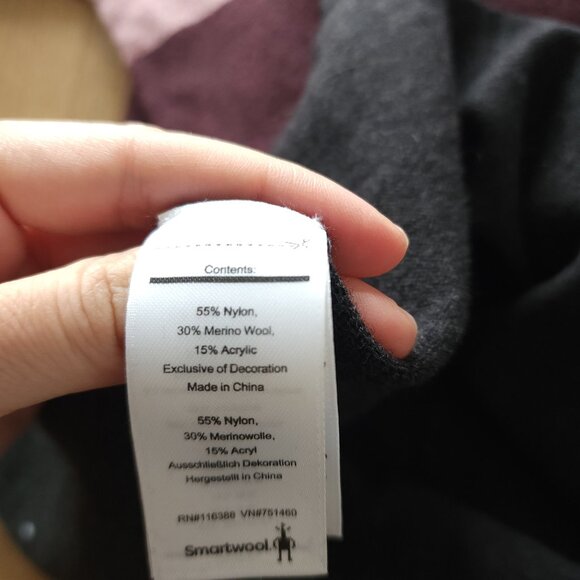 Contents:
55% Nylon,
30% Merino Wool,
15% Acrylic
Exclusive of Decoration
Made in China
55% Nylon,
30% Merinowolle,
15% Acryl
Ausschließlich Dekoration
Hergestellt in China
RN#116386 VN#751460
Smartwool